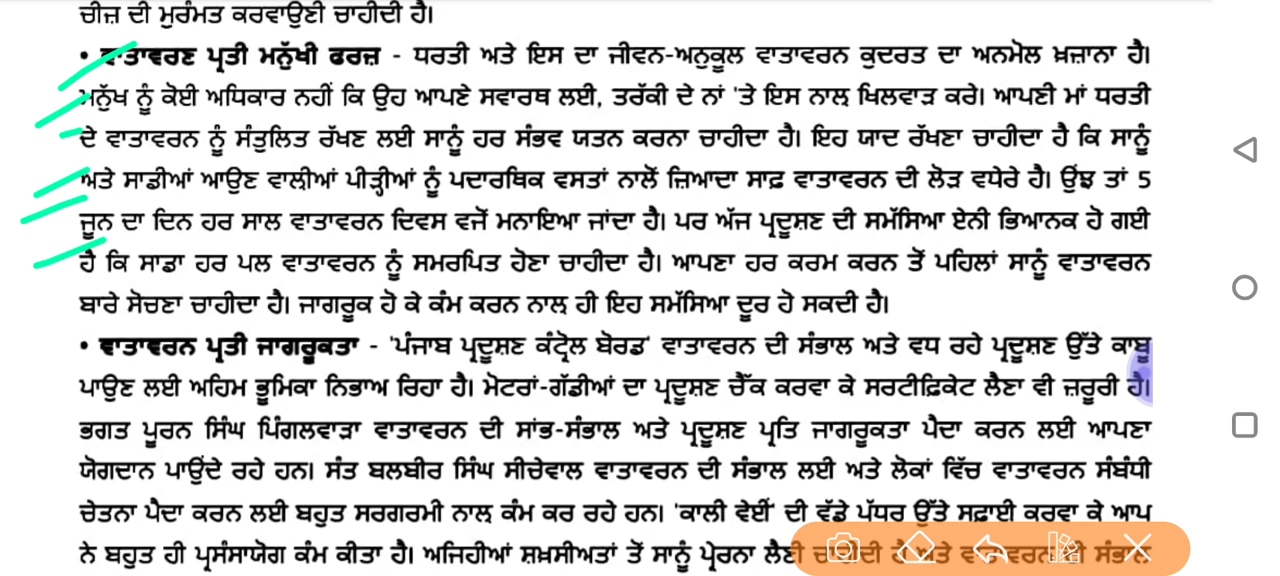 ਚੀਜ਼ ਦੀ ਮੁਰੰਮਤ ਕਰਵਾਉਣੀ ਚਾਹੀਦੀ ਹੈ।
• ਵਾਤਾਵਰਣ ਪ੍ਰਤੀ ਮਨੁੱਖੀ ਫਰਜ਼ - ਧਰਤੀ ਅਤੇ ਇਸ ਦਾ ਜੀਵਨ-ਅਨੁਕੂਲ ਵਾਤਾਵਰਨ ਕੁਦਰਤ ਦਾ ਅਨਮੋਲ ਖ਼ਜ਼ਾਨਾ ਹੈ।
ਮਨੁੱਖ ਨੂੰ ਕੋਈ ਅਧਿਕਾਰ ਨਹੀਂ ਕਿ ਉਹ ਆਪਣੇ ਸਵਾਰਥ ਲਈ, ਤਰੱਕੀ ਦੇ ਨਾਂ 'ਤੇ ਇਸ ਨਾਲ਼ ਖਿਲਵਾੜ ਕਰੇ। ਆਪਣੀ ਮਾਂ ਧਰਤੀ
ਦੇ ਵਾਤਾਵਰਨ ਨੂੰ ਸੰਤੁਲਿਤ ਰੱਖਣ ਲਈ ਸਾਨੂੰ ਹਰ ਸੰਭਵ ਯਤਨ ਕਰਨਾ ਚਾਹੀਦਾ ਹੈ। ਇਹ ਯਾਦ ਰੱਖਣਾ ਚਾਹੀਦਾ ਹੈ ਕਿ ਸਾਨੂੰ
ਅਤੇ ਸਾਡੀਆਂ ਆਉਣ ਵਾਲ਼ੀਆਂ ਪੀੜ੍ਹੀਆਂ ਨੂੰ ਪਦਾਰਥਿਕ ਵਸਤਾਂ ਨਾਲੋਂ ਜ਼ਿਆਦਾ ਸਾਫ਼ ਵਾਤਾਵਰਨ ਦੀ ਲੋੜ ਵਧੇਰੇ ਹੈ। ਉਂਝ ਤਾਂ 5
ਜੂਨ ਦਾ ਦਿਨ ਹਰ ਸਾਲ ਵਾਤਾਵਰਨ ਦਿਵਸ ਵਜੋਂ ਮਨਾਇਆ ਜਾਂਦਾ ਹੈ। ਪਰ ਅੱਜ ਪ੍ਰਦੂਸ਼ਣ ਦੀ ਸਮੱਸਿਆ ਏਨੀ ਭਿਆਨਕ ਹੋ ਗਈ
ਹੈ ਕਿ ਸਾਡਾ ਹਰ ਪਲ ਵਾਤਾਵਰਨ ਨੂੰ ਸਮਰਪਿਤ ਹੋਣਾ ਚਾਹੀਦਾ ਹੈ। ਆਪਣਾ ਹਰ ਕਰਮ ਕਰਨ ਤੋਂ ਪਹਿਲਾਂ ਸਾਨੂੰ ਵਾਤਾਵਰਨ
ਬਾਰੇ ਸੋਚਣਾ ਚਾਹੀਦਾ ਹੈ। ਜਾਗਰੂਕ ਹੋ ਕੇ ਕੰਮ ਕਰਨ ਨਾਲ਼ ਹੀ ਇਹ ਸਮੱਸਿਆ ਦੂਰ ਹੋ ਸਕਦੀ ਹੈ।
• ਵਾਤਾਵਰਨ ਪ੍ਰਤੀ ਜਾਗਰੂਕਤਾ - 'ਪੰਜਾਬ ਪ੍ਰਦੂਸ਼ਣ ਕੰਟ੍ਰੋਲ ਬੋਰਡ' ਵਾਤਾਵਰਨ ਦੀ ਸੰਭਾਲ ਅਤੇ ਵਧ ਰਹੇ ਪ੍ਰਦੂਸ਼ਣ ਉੱਤੇ ਕਾਬੂ
ਪਾਉਣ ਲਈ ਅਹਿਮ ਭੂਮਿਕਾ ਨਿਭਾਅ ਰਿਹਾ ਹੈ। ਮੋਟਰਾਂ-ਗੱਡੀਆਂ ਦਾ ਪ੍ਰਦੂਸ਼ਣ ਚੈੱਕ ਕਰਵਾ ਕੇ ਸਰਟੀਫ਼ਿਕੇਟ ਲੈਣਾ ਵੀ ਜ਼ਰੂਰੀ ਹੈ।
ਭਗਤ ਪੂਰਨ ਸਿੰਘ ਪਿੰਗਲਵਾੜਾ ਵਾਤਾਵਰਨ ਦੀ ਸਾਂਭ-ਸੰਭਾਲ ਅਤੇ ਪ੍ਰਦੂਸ਼ਣ ਪ੍ਰਤਿ ਜਾਗਰੂਕਤਾ ਪੈਦਾ ਕਰਨ ਲਈ ਆਪਣਾ
ਯੋਗਦਾਨ ਪਾਉਂਦੇ ਰਹੇ ਹਨ। ਸੰਤ ਬਲਬੀਰ ਸਿੰਘ ਸੀਚੇਵਾਲ ਵਾਤਾਵਰਨ ਦੀ ਸੰਭਾਲ ਲਈ ਅਤੇ ਲੋਕਾਂ ਵਿੱਚ ਵਾਤਾਵਰਨ ਸੰਬੰਧੀ
ਚੇਤਨਾ ਪੈਦਾ ਕਰਨ ਲਈ ਬਹੁਤ ਸਰਗਰਮੀ ਨਾਲ਼ ਕੰਮ ਕਰ ਰਹੇ ਹਨ। 'ਕਾਲੀ ਵੇਈਂ' ਦੀ ਵੱਡੇ ਪੱਧਰ ਉੱਤੇ ਸਫ਼ਾਈ ਕਰਵਾ ਕੇ ਆਪ
ਨੇ ਬਹੁਤ ਹੀ ਪ੍ਰਸੰਸਾਯੋਗ ਕੰਮ ਕੀਤਾ ਹੈ। ਅਜਿਹੀਆਂ ਸ਼ਖ਼ਸੀਅਤਾਂ ਤੋਂ ਸਾਨੂੰ ਪ੍ਰੇਰਨਾ ਲੈਣੀ ਚਾਹੀਦੀ ਹੈ ਅਤੇ ਵਾਤਾਵਰਨ ਦੀ ਸੰਭਾਲ